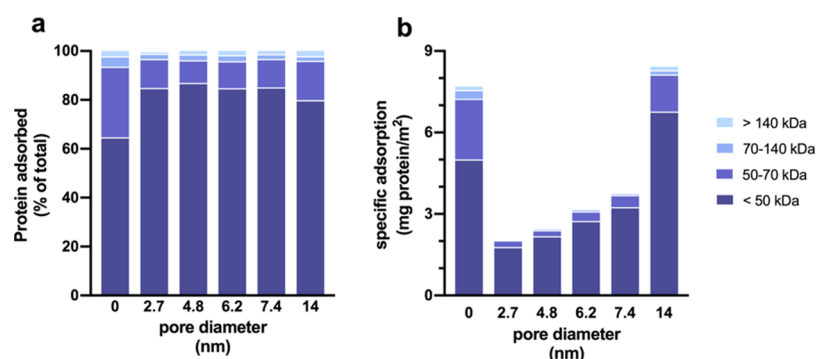 a
Protein adsorbed
(% of total)
100
80
60
40
20
0
0 2.7 4.8 6.2 7.4 14
pore diameter
(nm)
b
specific adsorption
(mg protein/m²)
9
6
3
0
0 2.7 4.8 6.2 7.4 14
pore diameter
(nm)
> 140 kDa
70-140 kDa
50-70 kDa
< 50 kDa